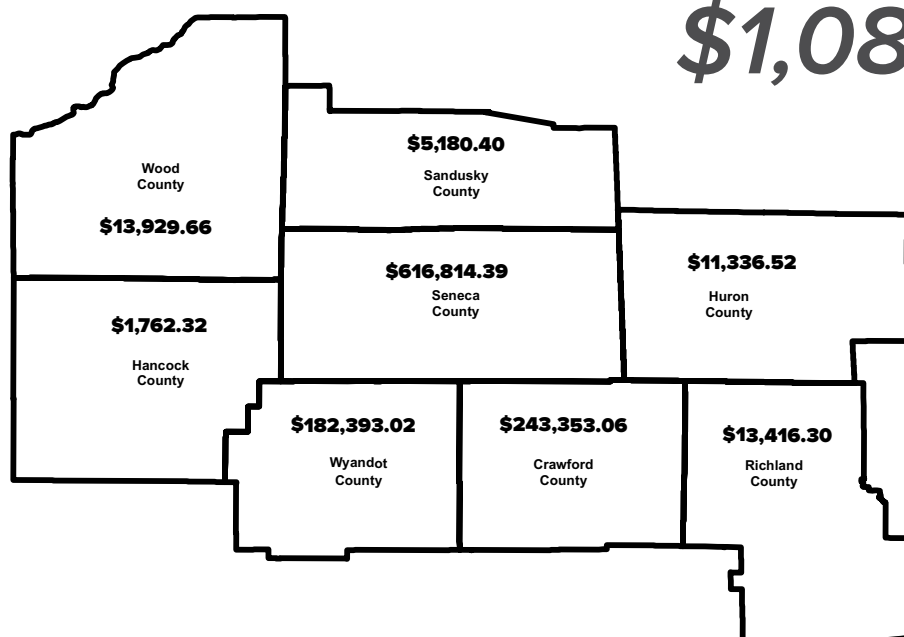 $1,08
$5,180.40
Wood
County
Sandusky
County
$13,929.66
$616,814.39
Seneca
County
$11,336.52
Huron
County
$1,762.32
Hancock
County
$182,393.02
Wyandot
County
$243,353.06
Crawford
County
$13,416.30
Richland
County